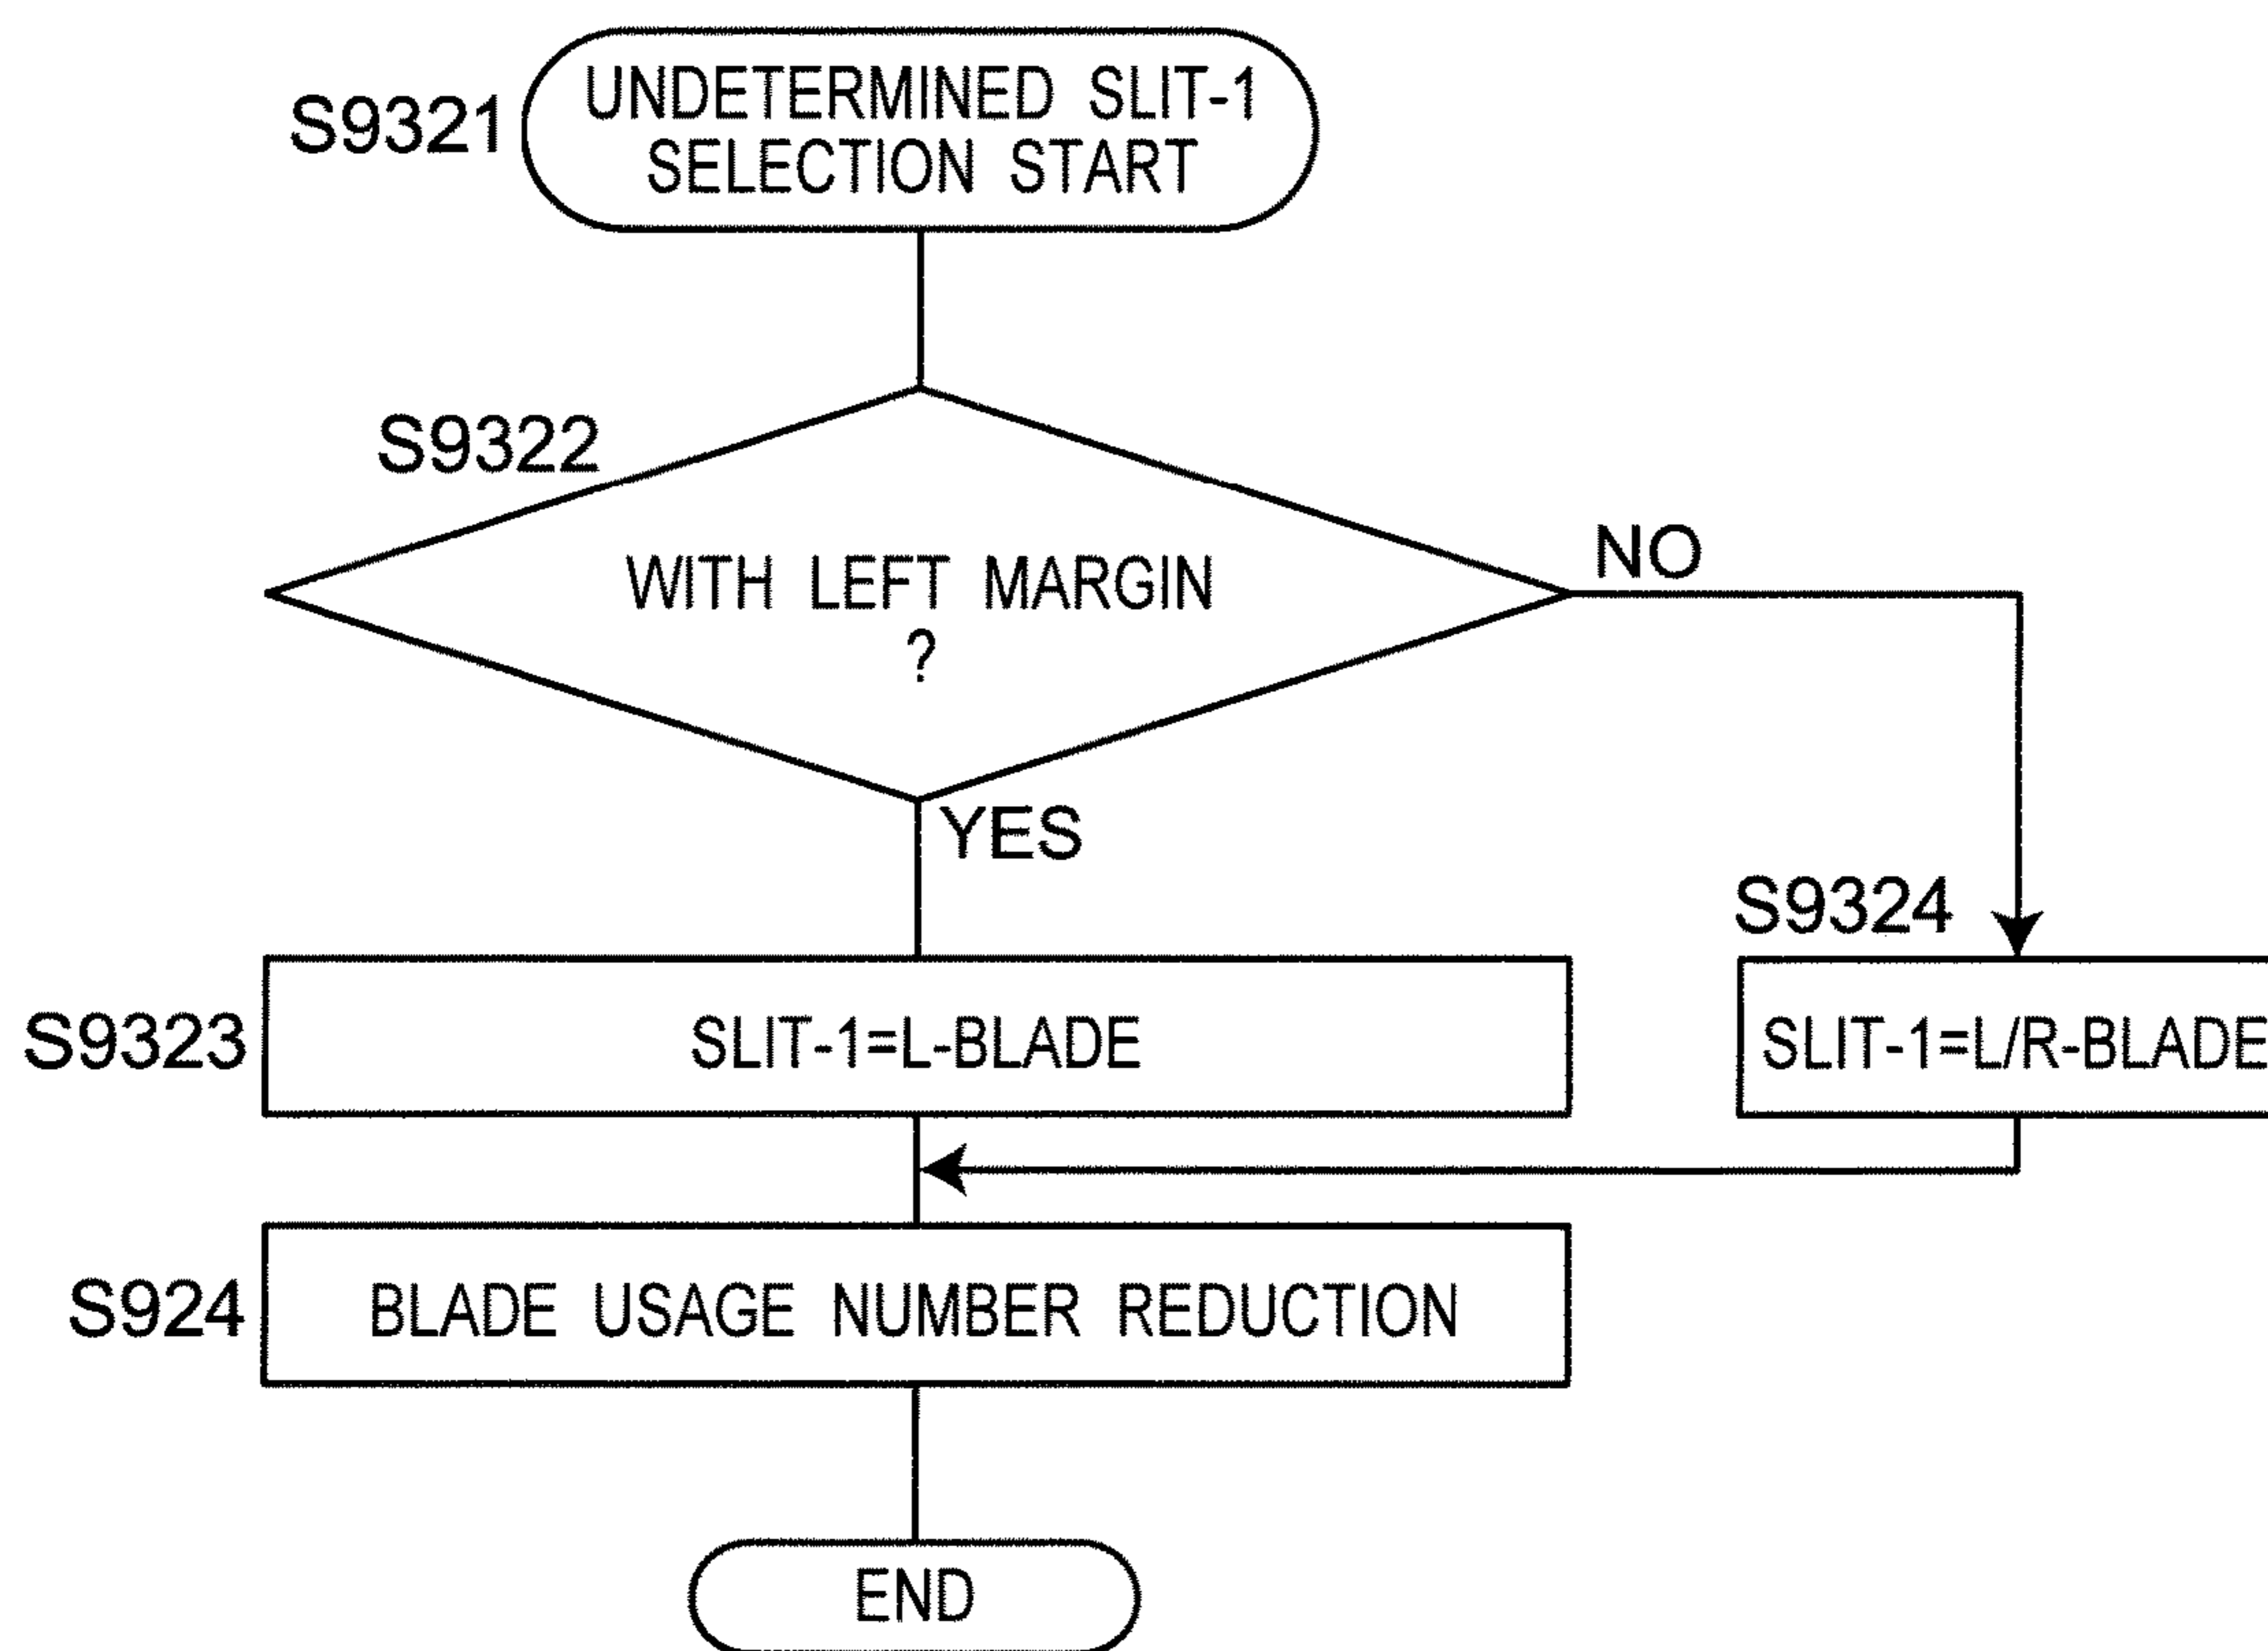 S9321
UNDETERMINED SLIT-1
SELECTION START
S9322
WITH LEFT MARGIN
?
NO
YES
S9324
S9323
SLIT-1=L-BLADE
SLIT-1=L/R-BLADE
S924
BLADE USAGE NUMBER REDUCTION
END